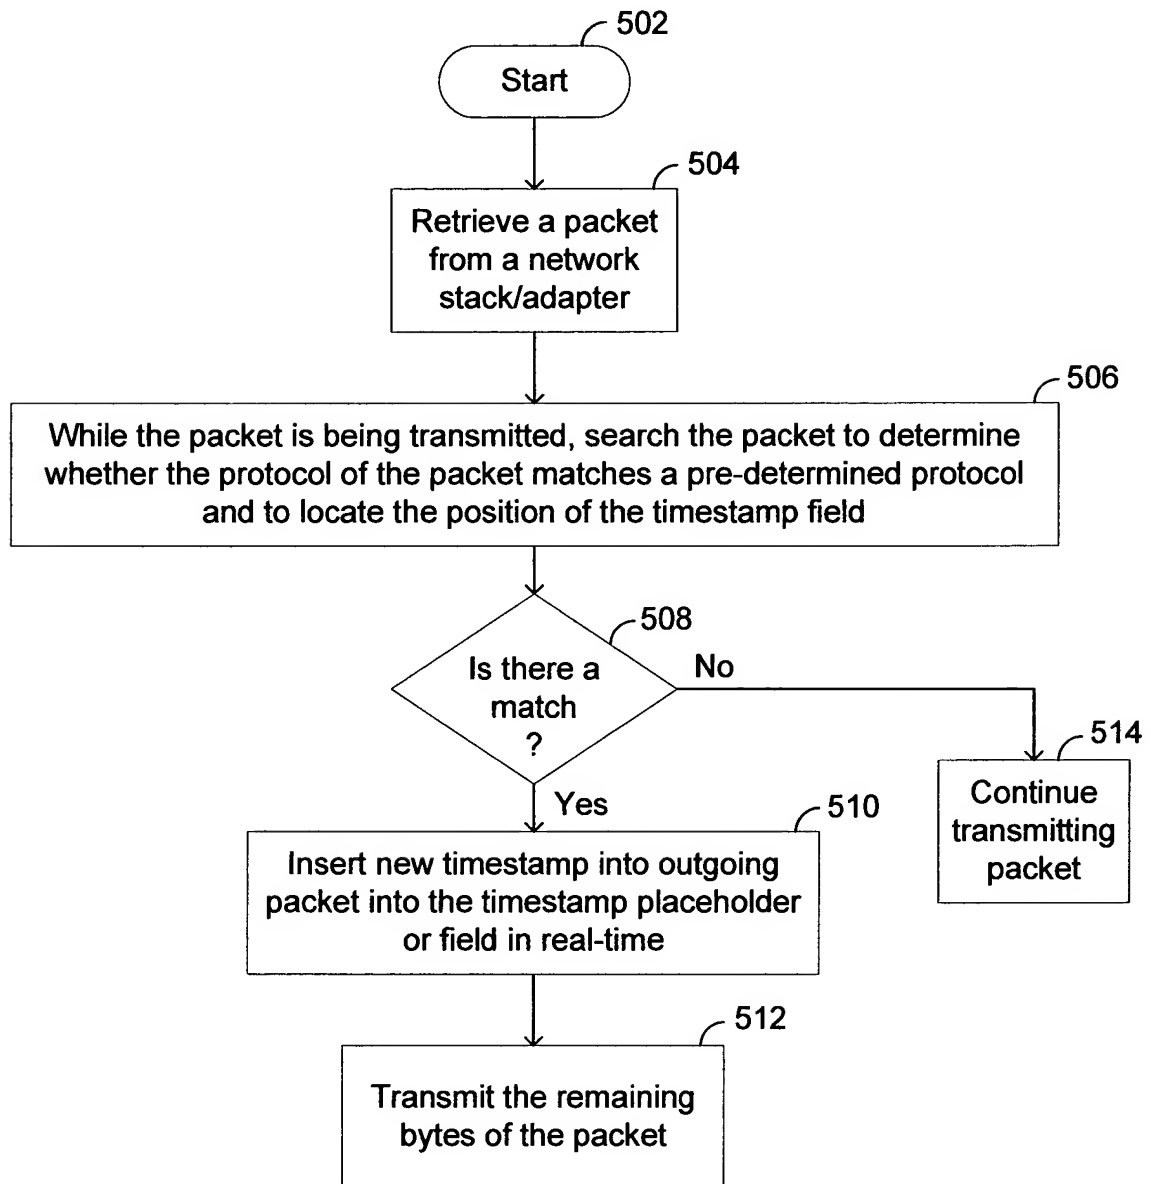 502
Start
504
Retrieve a packet
from a network
stack/adapter
506
While the packet is being transmitted, search the packet to determine
whether the protocol of the packet matches a pre-determined protocol
and to locate the position of the timestamp field
508
Is there a
match
?
No
514
Continue
transmitting
packet
Yes
510
Insert new timestamp into outgoing
packet into the timestamp placeholder
or field in real-time
512
Transmit the remaining
bytes of the packet